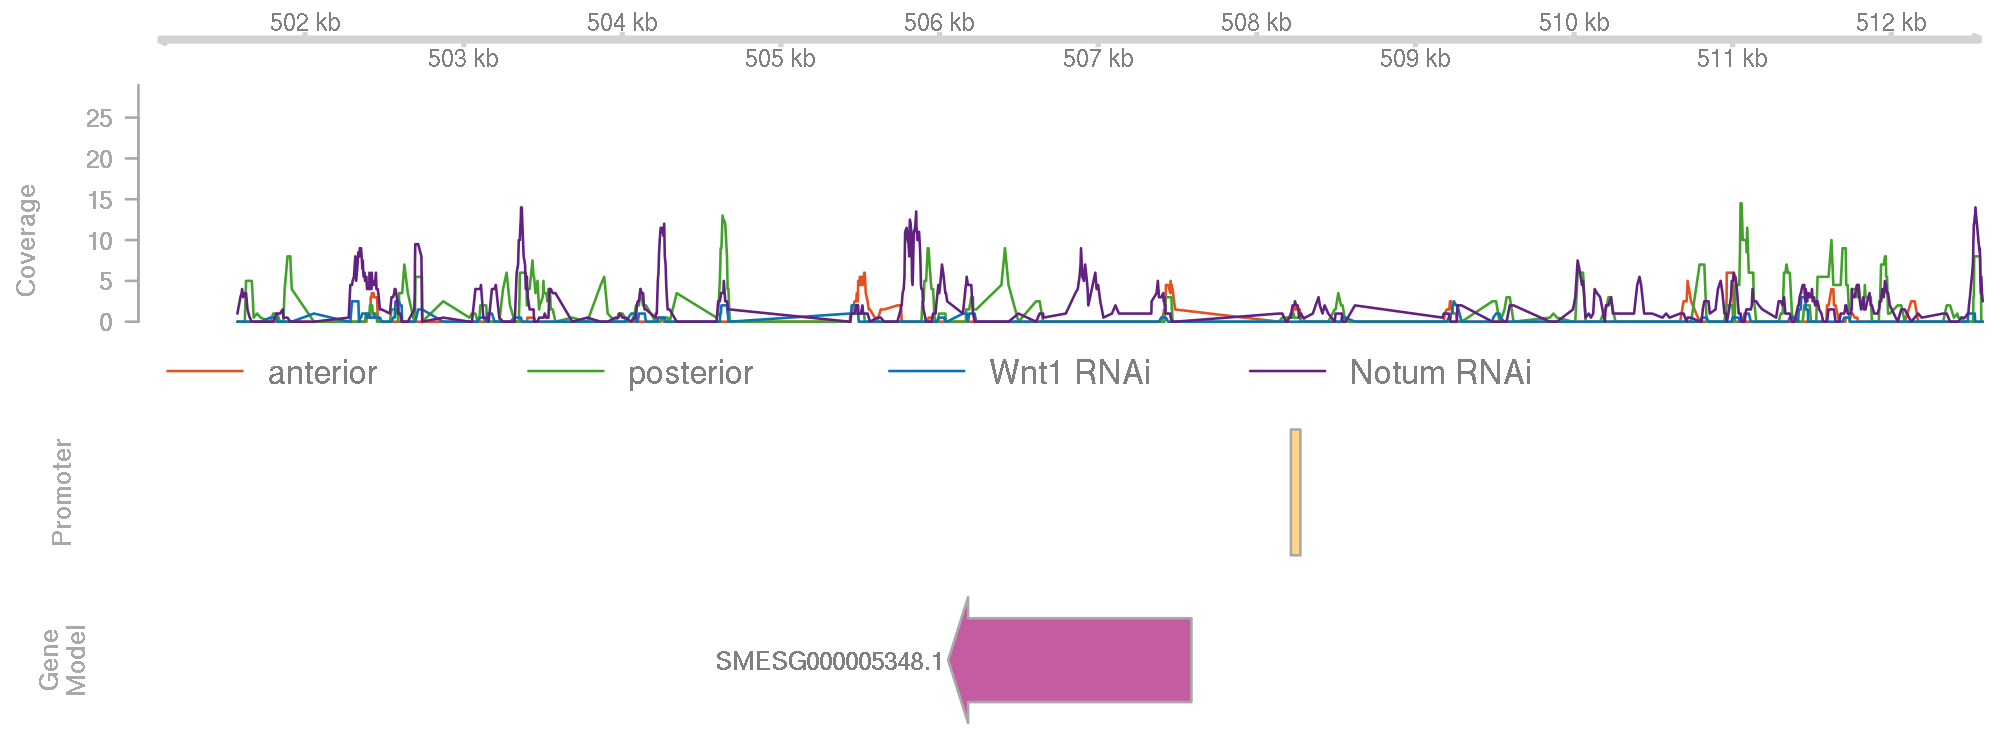 502 kb 504 kb 506 kb 508 kb 510 kb 512 kb
503 kb 505 kb 507 kb 509 kb 511 kb
Coverage
25
20
15
10
5
0
anterior posterior Wnt1 RNAi Notum RNAi
Promoter
Gene
Model
SMESG000005348.1